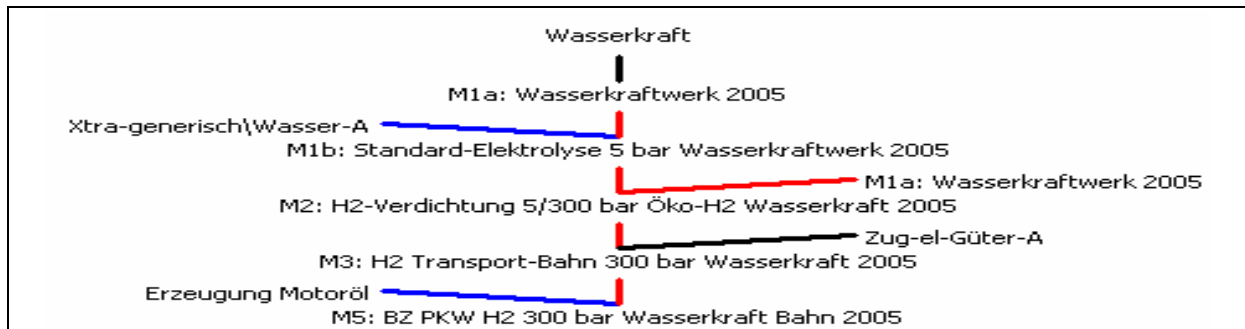 Wasserkraft
M1a: Wasserkraftwerk 2005
Xtra-generisch\Wasser-A
M1b: Standard-Elektrolyse 5 bar Wasserkraftwerk 2005
M1a: Wasserkraftwerk 2005
M2: H2-Verdichtung 5/300 bar Öko-H2 Wasserkraft 2005
Zug-el-Güter-A
M3: H2 Transport-Bahn 300 bar Wasserkraft 2005
Erzeugung Motoröl
M5: BZ PKW H2 300 bar Wasserkraft Bahn 2005